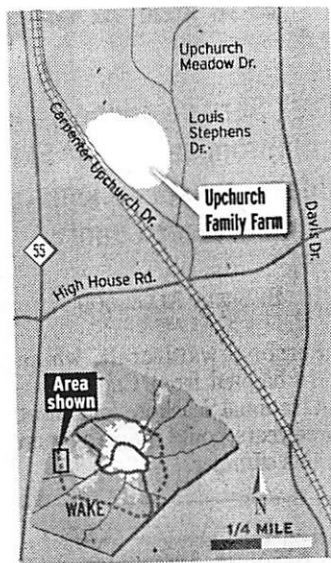 Upchurch
Meadow Dr.
Louis
Stephens
Dr.
Carpenter Upchurch Dr.
Upchurch
Family Farm
Davis Dr.
55
High House Rd.
Area
shown
WAKE
N
1/4 MILE